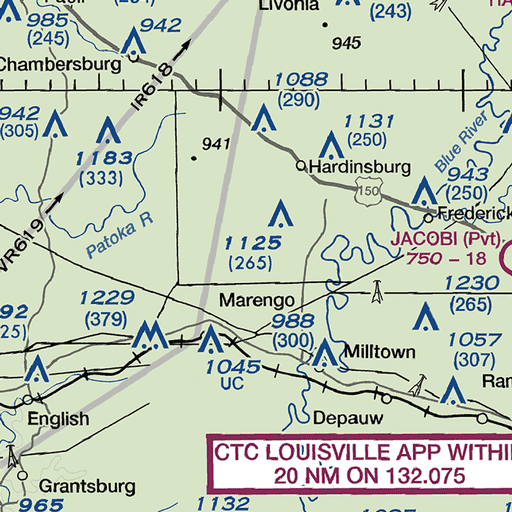 Livonia
(243)
985
(245)
942
945
Chambersburg
IR618
1088
(290)
942
(305)
1131
(250)
941
1183
(333)
Hardinsburg
Blue River
943
(250)
150
Frederick
VR619
Patoka R
1125
(265)
JACOBI (Pvt)
750 - 18
1230
(265)
Marengo
1229
(379)
92
25)
988
(300)
1057
(307)
1045
UC
Milltown
Ram
English
Depauw
CTC LOUISVILLE APP WITHI
20 NM ON 132.075
Grantsburg
965
1132